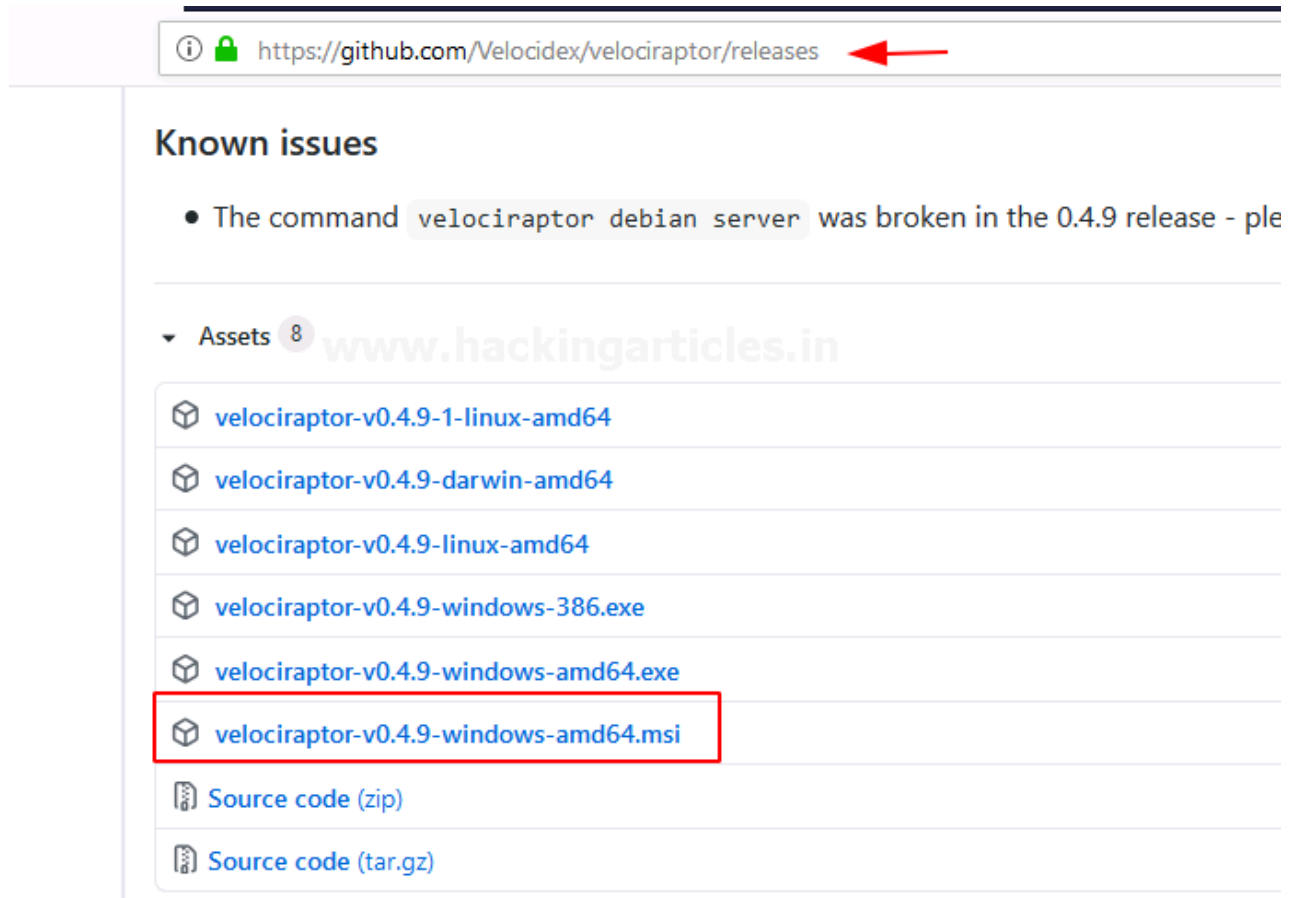 https://github.com/Velocidex/velociraptor/releases
Known issues
• The command velociraptor debian server was broken in the 0.4.9 release - ple
Assets 8
www.hackingarticles.in
velociraptor-v0.4.9-1-linux-amd64
velociraptor-v0.4.9-darwin-amd64
velociraptor-v0.4.9-linux-amd64
velociraptor-v0.4.9-windows-386.exe
velociraptor-v0.4.9-windows-amd64.exe
velociraptor-v0.4.9-windows-amd64.msi
Source code (zip)
Source code (tar.gz)